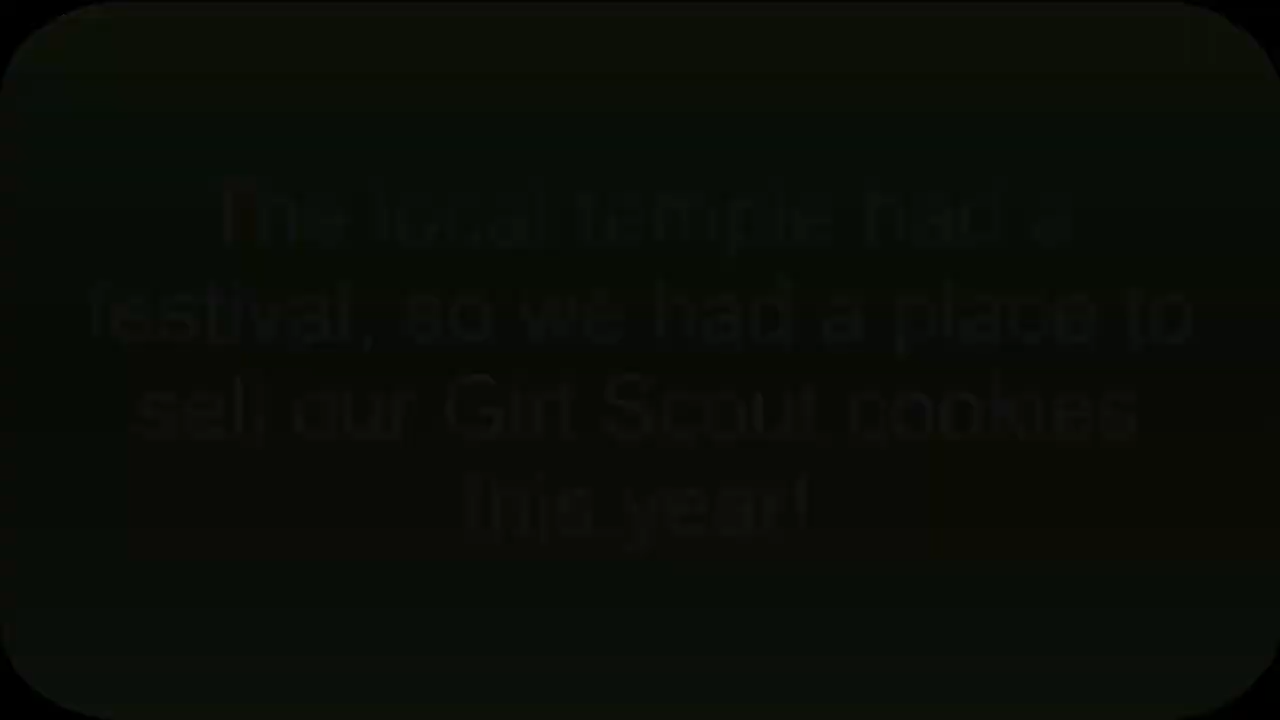 The local temple had a
festival, so we had a place to
sell our Girl Scout cookies
this year!